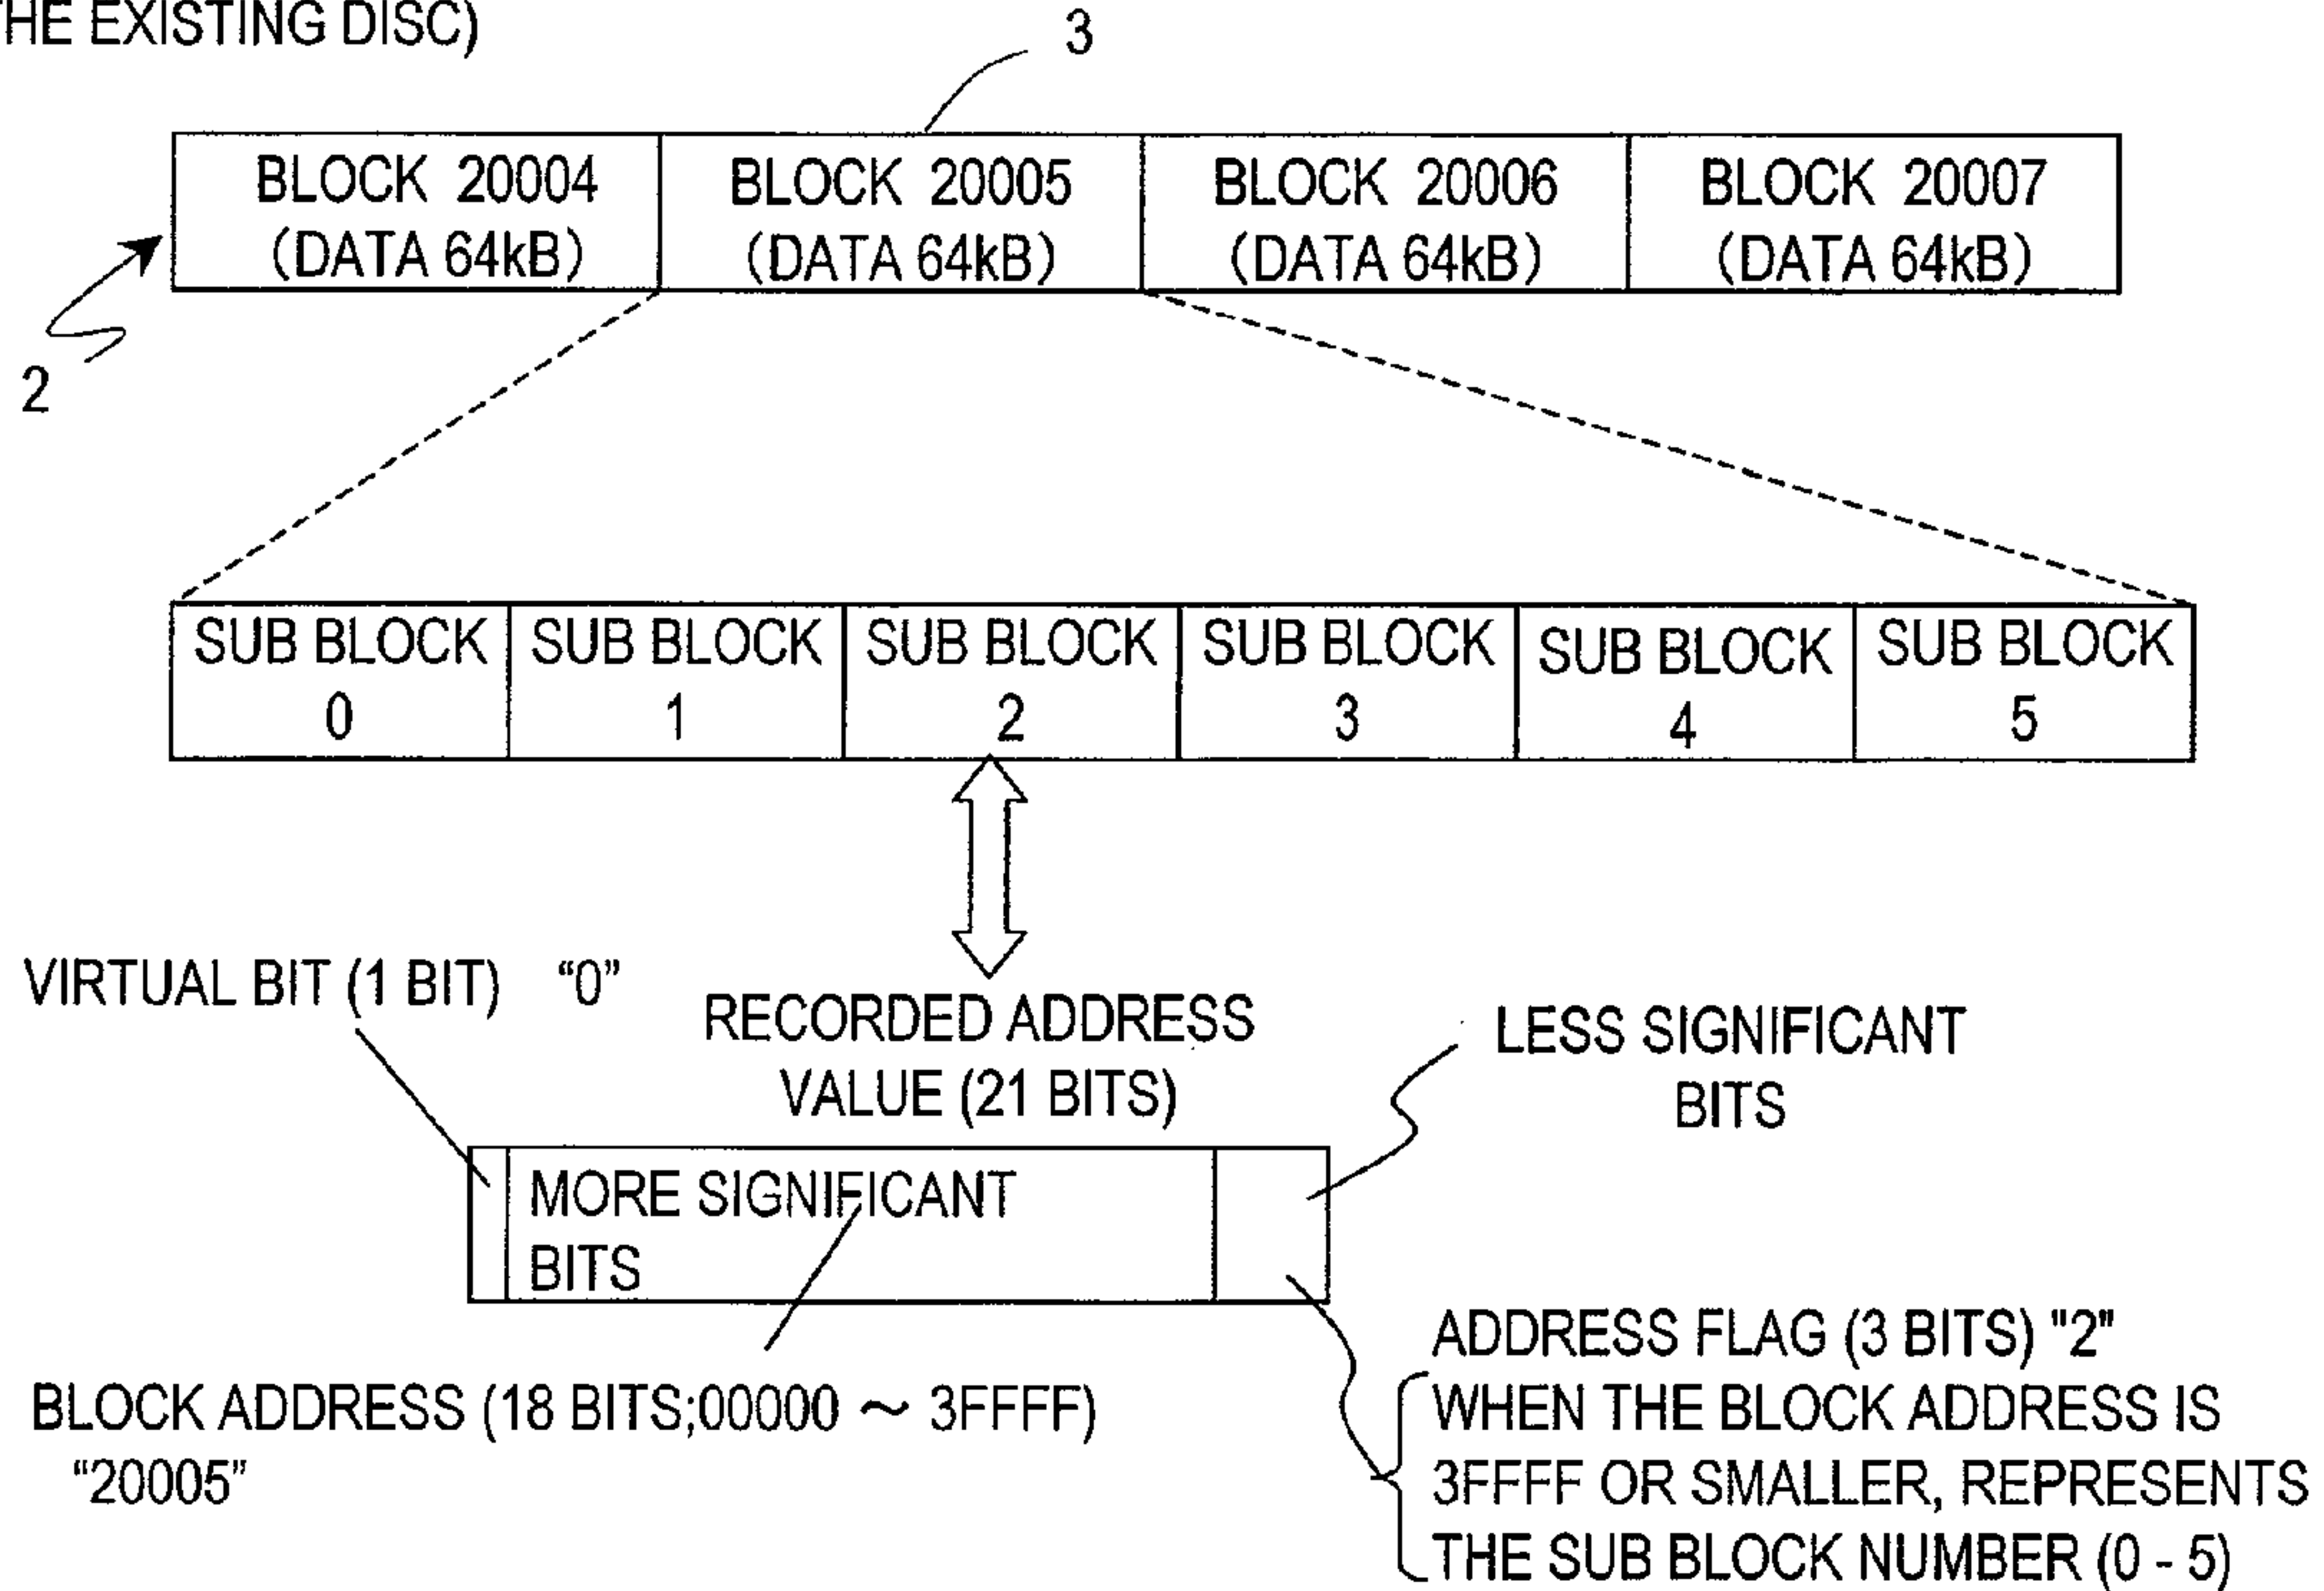 THE EXISTING DISC)
3
BLOCK 20004 BLOCK 20005 BLOCK 20006 BLOCK 20007
(DATA 64kB) (DATA 64kB) (DATA 64kB) (DATA 64kB)
2
SUB BLOCK SUB BLOCK SUB BLOCK SUB BLOCK SUB BLOCK SUB BLOCK
0 1 2 3 4 5
VIRTUAL BIT (1 BIT) “0”
RECORDED ADDRESS
VALUE (21 BITS)
LESS SIGNIFICANT
BITS
MORE SIGNIFICANT
BITS
BLOCK ADDRESS (18 BITS;00000 ~ 3FFFF)
“20005”
ADDRESS FLAG (3 BITS) "2"
WHEN THE BLOCK ADDRESS IS
3FFFF OR SMALLER, REPRESENTS
THE SUB BLOCK NUMBER (0 - 5)